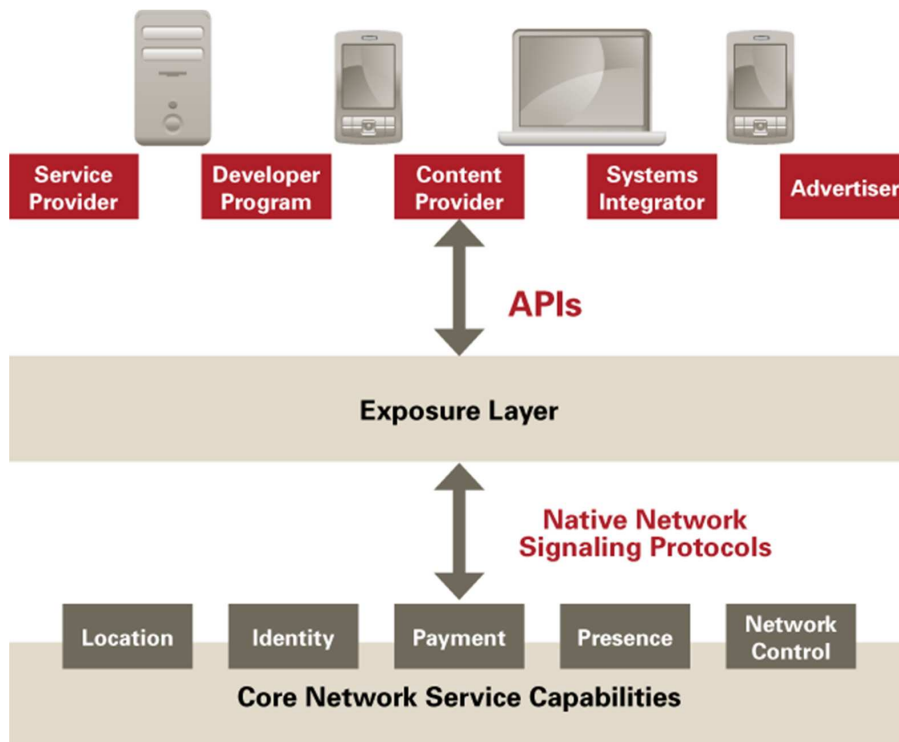 Service
Provider
Developer
Program
Content
Provider
Systems
Integrator
Advertiser
APIs
Exposure Layer
Native Network
Signaling Protocols
Location
Identity
Payment
Presence
Network
Control
Core Network Service Capabilities